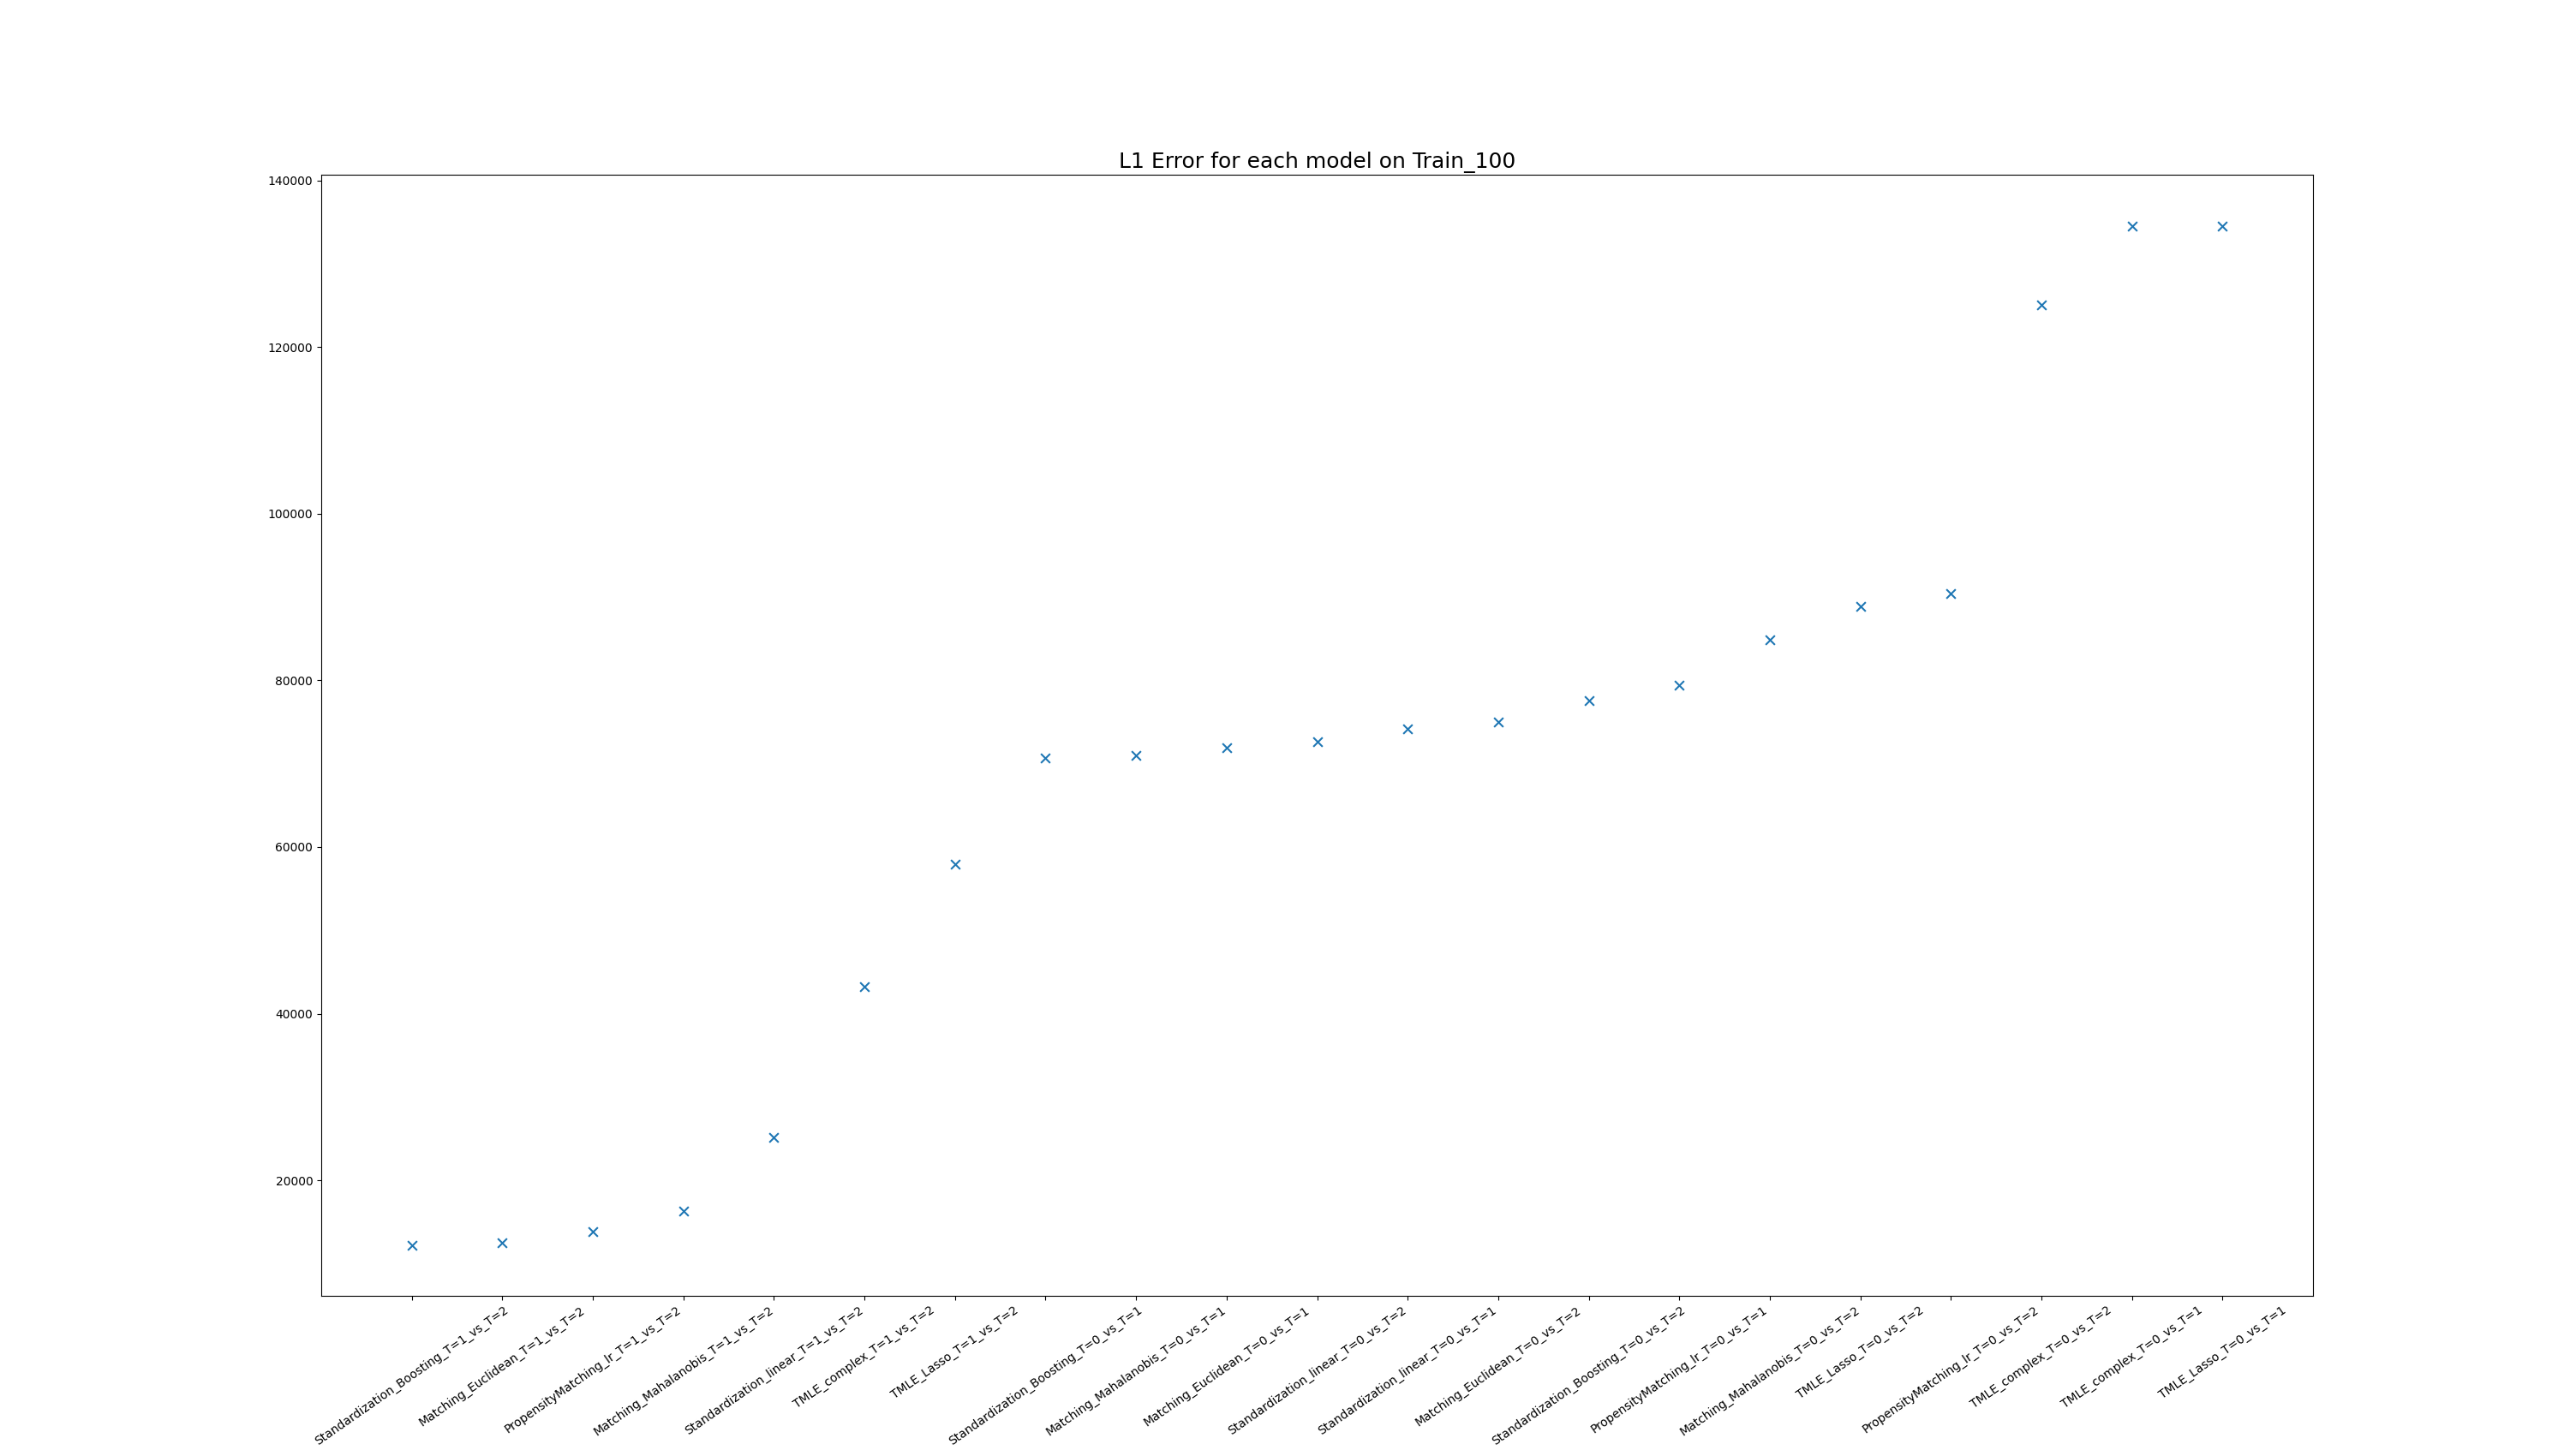 L1 Error for each model on Train_100
140000
120000
100000
80000
60000
40000
20000
Standardization_Boosting_T=1_vs_T=2
Matching_Euclidean_T=1_vs_T=2
PropensityMatching_lr_T=1_vs_T=2
Matching_Mahalanobis_T=1_vs_T=2
Standardization_linear_T=1_vs_T=2
TMLE_complex_T=1_vs_T=2
TMLE_Lasso_T=1_vs_T=2
Standardization_Boosting_T=0_vs_T=1
Matching_Mahalanobis_T=0_vs_T=1
Matching_Euclidean_T=0_vs_T=1
Standardization_linear_T=0_vs_T=2
Standardization_linear_T=0_vs_T=1
Matching_Euclidean_T=0_vs_T=2
Standardization_Boosting_T=0_vs_T=2
PropensityMatching_lr_T=0_vs_T=1
Matching_Mahalanobis_T=0_vs_T=2
TMLE_Lasso_T=0_vs_T=2
PropensityMatching_lr_T=0_vs_T=2
TMLE_complex_T=0_vs_T=2
TMLE_complex_T=0_vs_T=1
TMLE_Lasso_T=0_vs_T=1